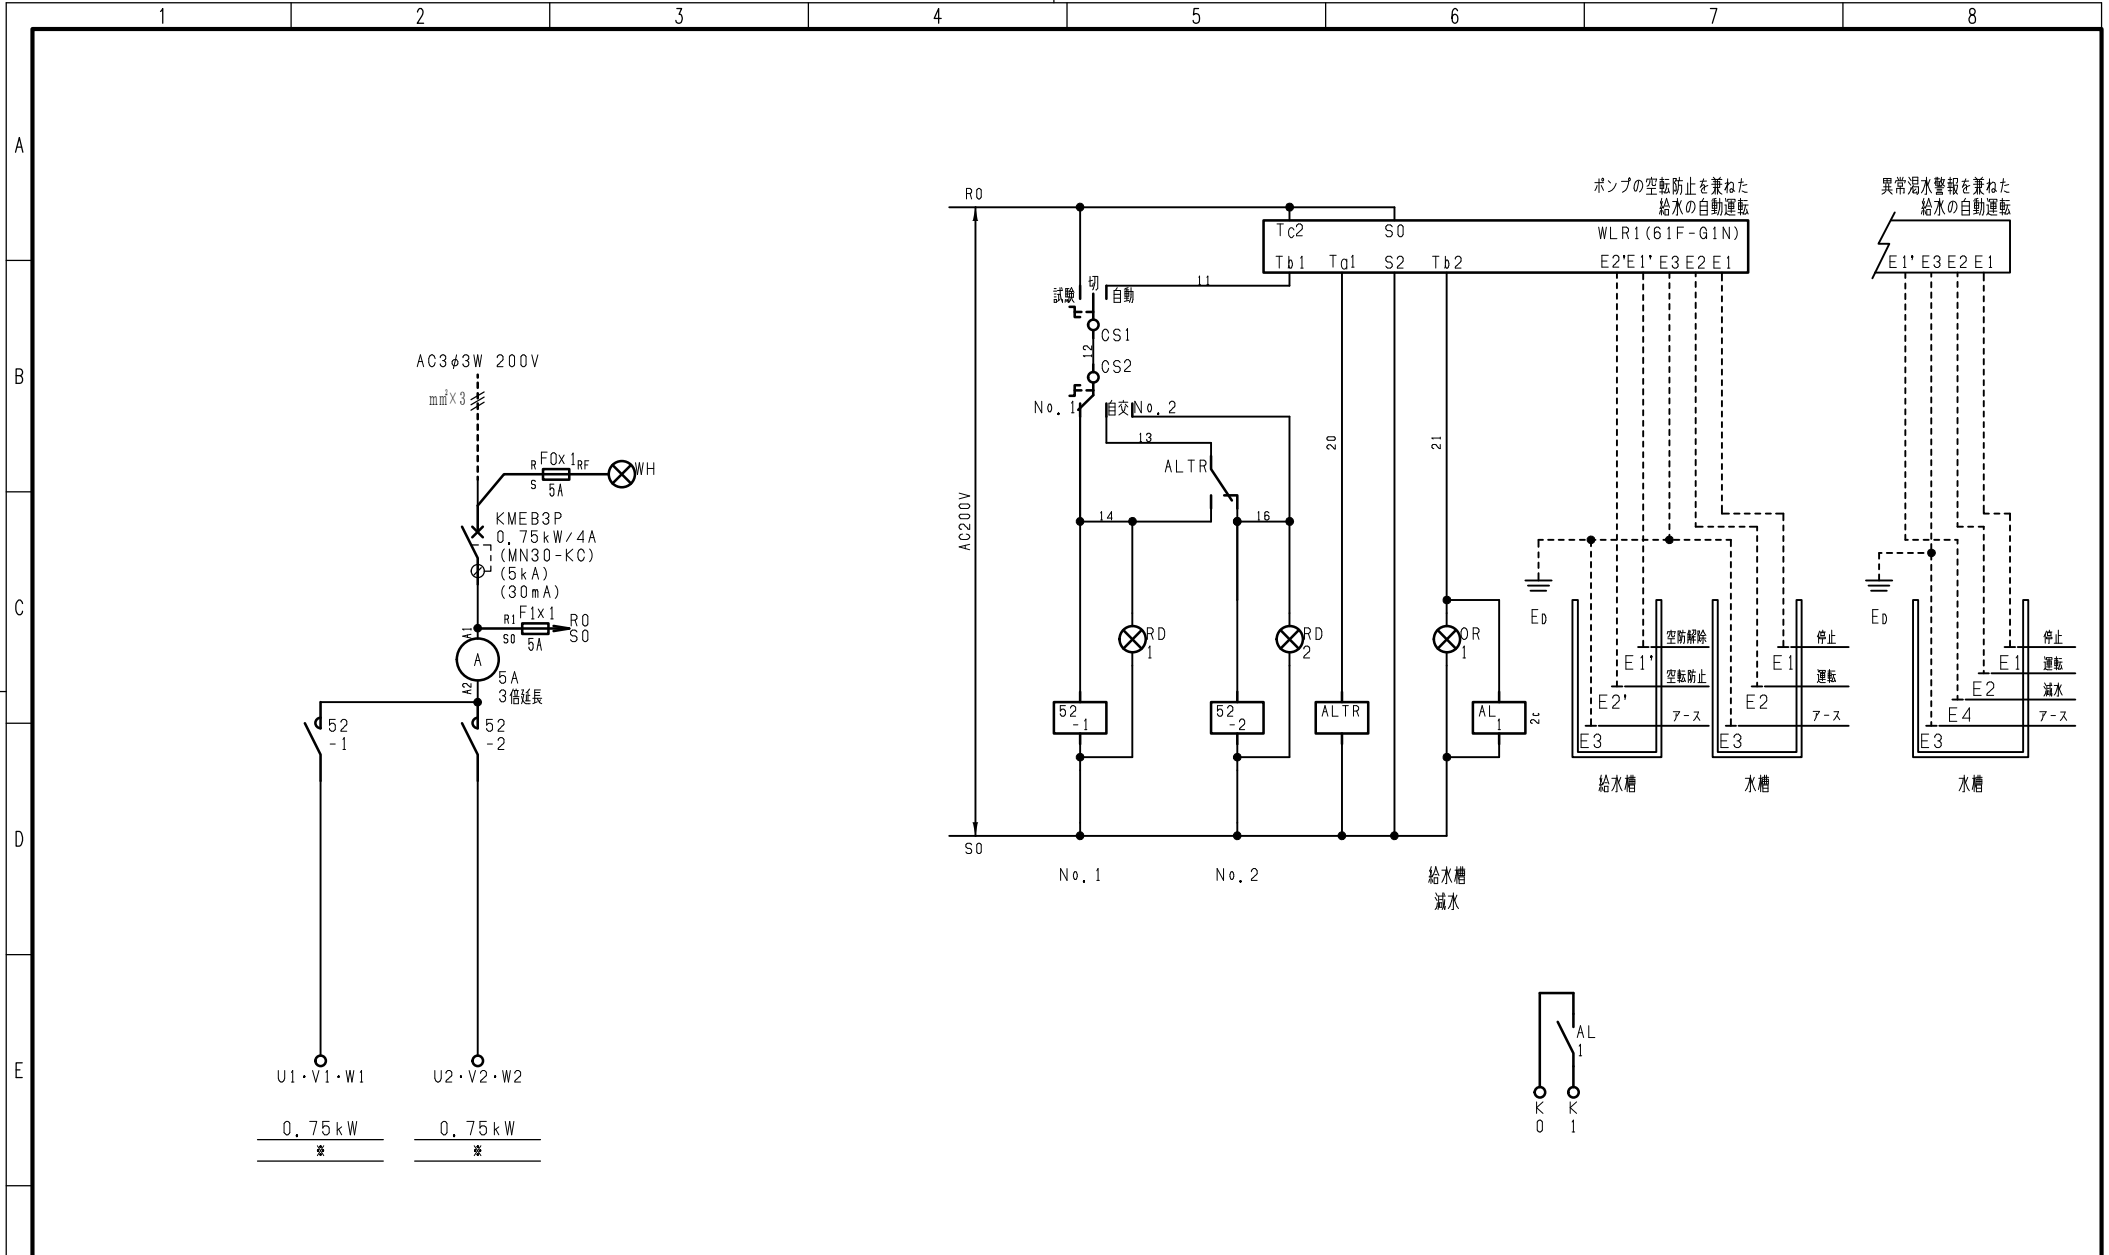 1 2 3 4 5 6 7 8
A
B
C
D
E
AC3φ3W 200V
mm²×3
R F0x1 RF
S 5A
WH
KMEB3P
0.75kW/4A
(MN30-KC)
(5kA)
(30mA)
R1 F1x1 R0
S0 5A S0
A1
A
A2
5A
3倍延長
52
-1
52
-2
U1・V1・W1
U2・V2・W2
0.75kW
※
0.75kW
※
R0
AC200V
S0
試験 切 自動
11
CS1
12
CS2
No.1 自交 No.2
13
ALTR
14
16
20
21
RD
1
RD
2
OR
1
52
-1
52
-2
ALTR
AL
1
2c
No.1
No.2
給水槽
減水
ポンプの空転防止を兼ねた
給水の自動運転
Tc2 S0 WLR1(61F-G1N)
Tb1 Ta1 S2 Tb2 E2' E1' E3 E2 E1
ED
空防解除
E1'
空転防止
E2'
アース
E3
給水槽
停止
E1
運転
E2
アース
E3
水槽
異常渇水警報を兼ねた
給水の自動運転
E1' E3 E2 E1
ED
停止
E1
運転
E2
減水
E4
アース
E3
水槽
AL
1
K
0
K
1